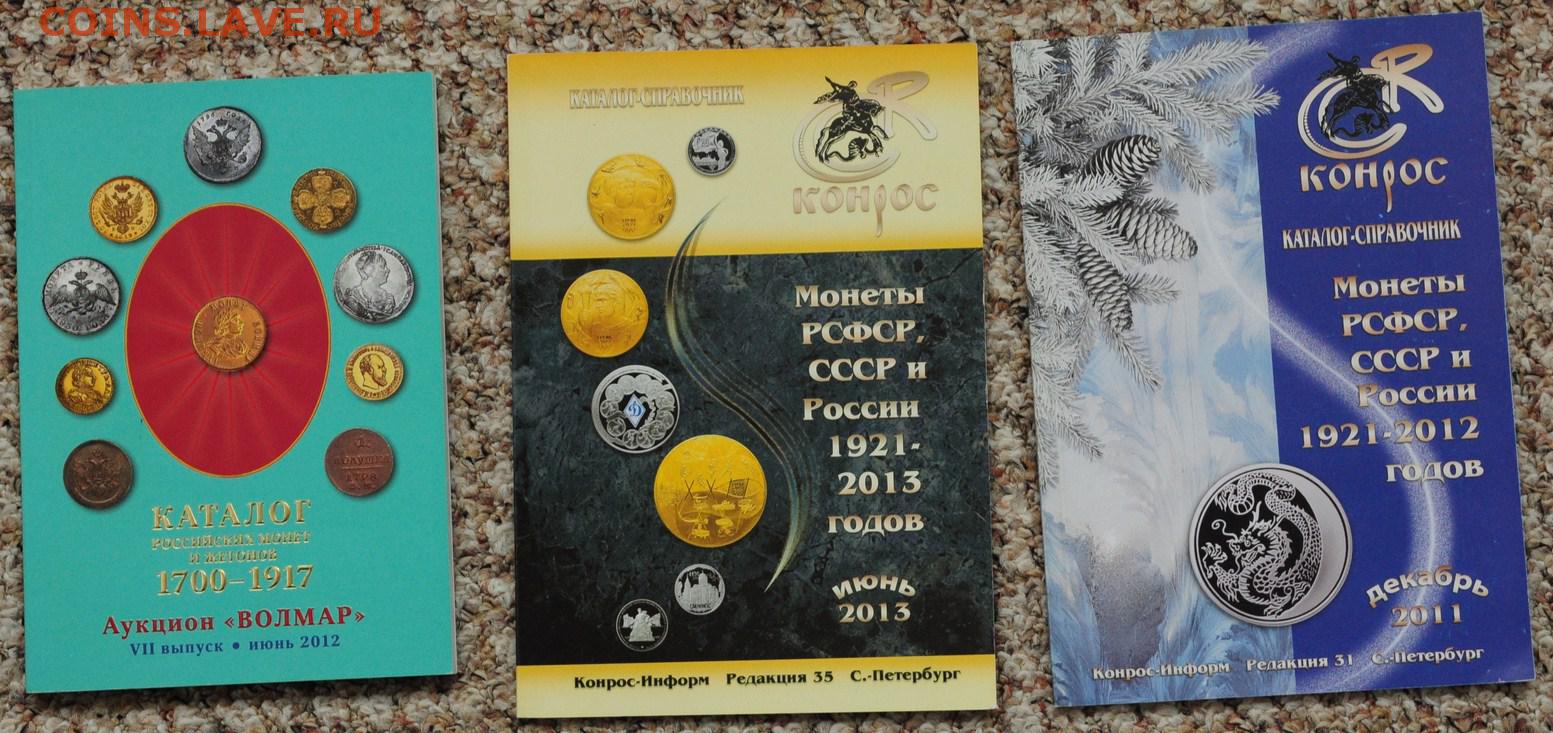 COINS.LAVE.RU
КАТАЛОГ
РОССИЙСКИХ МОНЕТ
И ЖЕТОНОВ
1700–1917
Аукцион «ВОЛМАР»
VII выпуск • июнь 2012
КАТАЛОГ-СПРАВОЧНИК
КОНРОС
Монеты
РСФСР,
СССР и
России
1921-
2013
годов
июнь
2013
Конрос-Информ Редакция 35 С.-Петербург
КОНРОС
КАТАЛОГ-СПРАВОЧНИК
Монеты
РСФСР,
СССР и
России
1921-2012
годов
декабрь
2011
Конрос-Информ Редакция 31 С.-Петербург